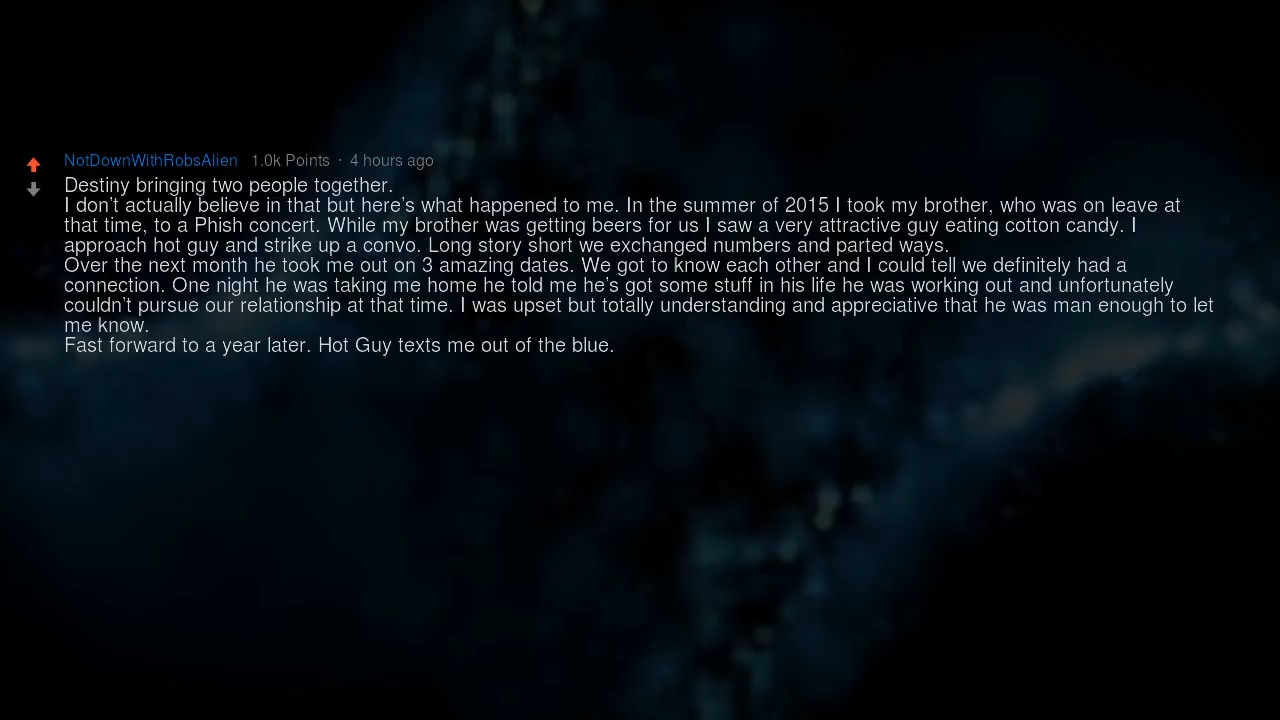 NotDownWithRobsAlien 1.0k Points · 4 hours ago
Destiny bringing two people together.
I don't actually believe in that but here's what happened to me. In the summer of 2015 I took my brother, who was on leave at
that time, to a Phish concert. While my brother was getting beers for us I saw a very attractive guy eating cotton candy. I
approach hot guy and strike up a convo. Long story short we exchanged numbers and parted ways.
Over the next month he took me out on 3 amazing dates. We got to know each other and I could tell we definitely had a
connection. One night he was taking me home he told me he's got some stuff in his life he was working out and unfortunately
couldn't pursue our relationship at that time. I was upset but totally understanding and appreciative that he was man enough to let
me know.
Fast forward to a year later. Hot Guy texts me out of the blue.